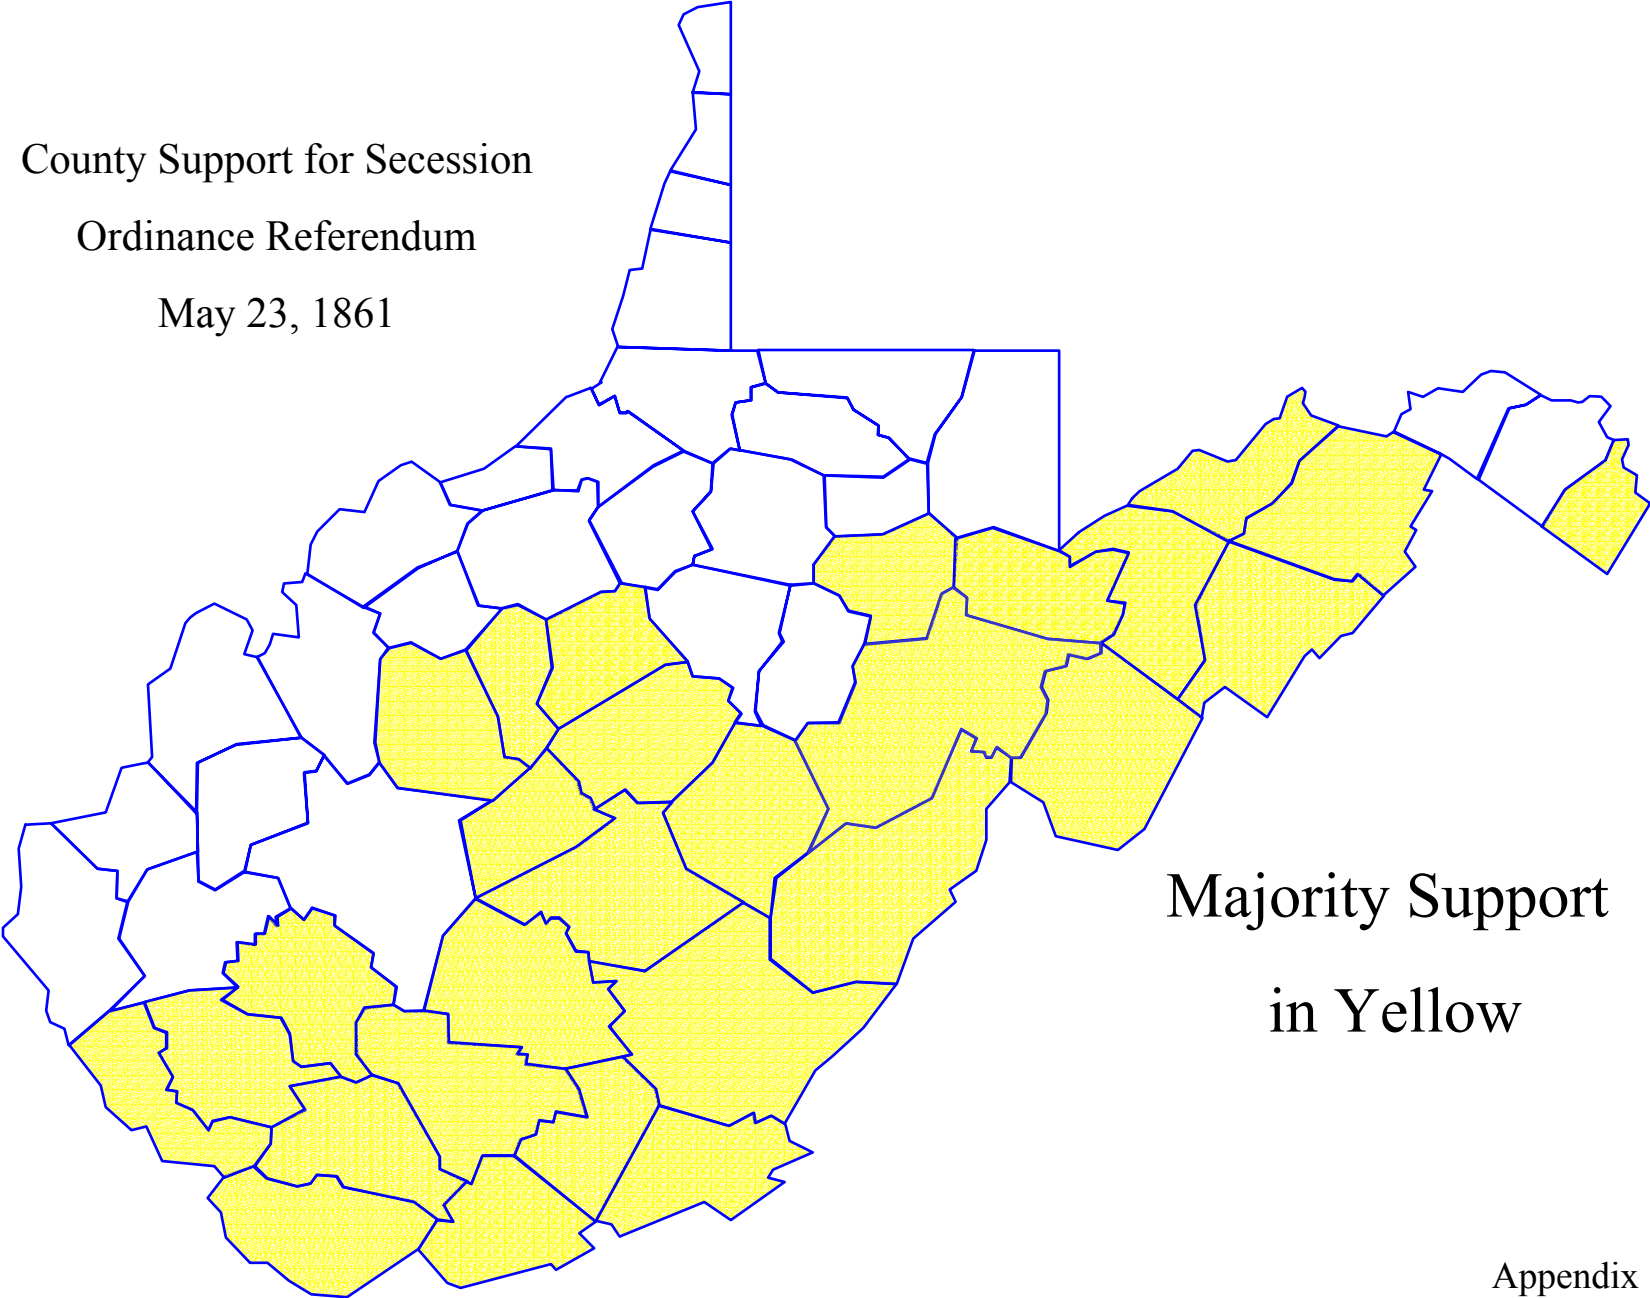 County Support for Secession
Ordinance Referendum
May 23, 1861
Majority Support
in Yellow
Appendix